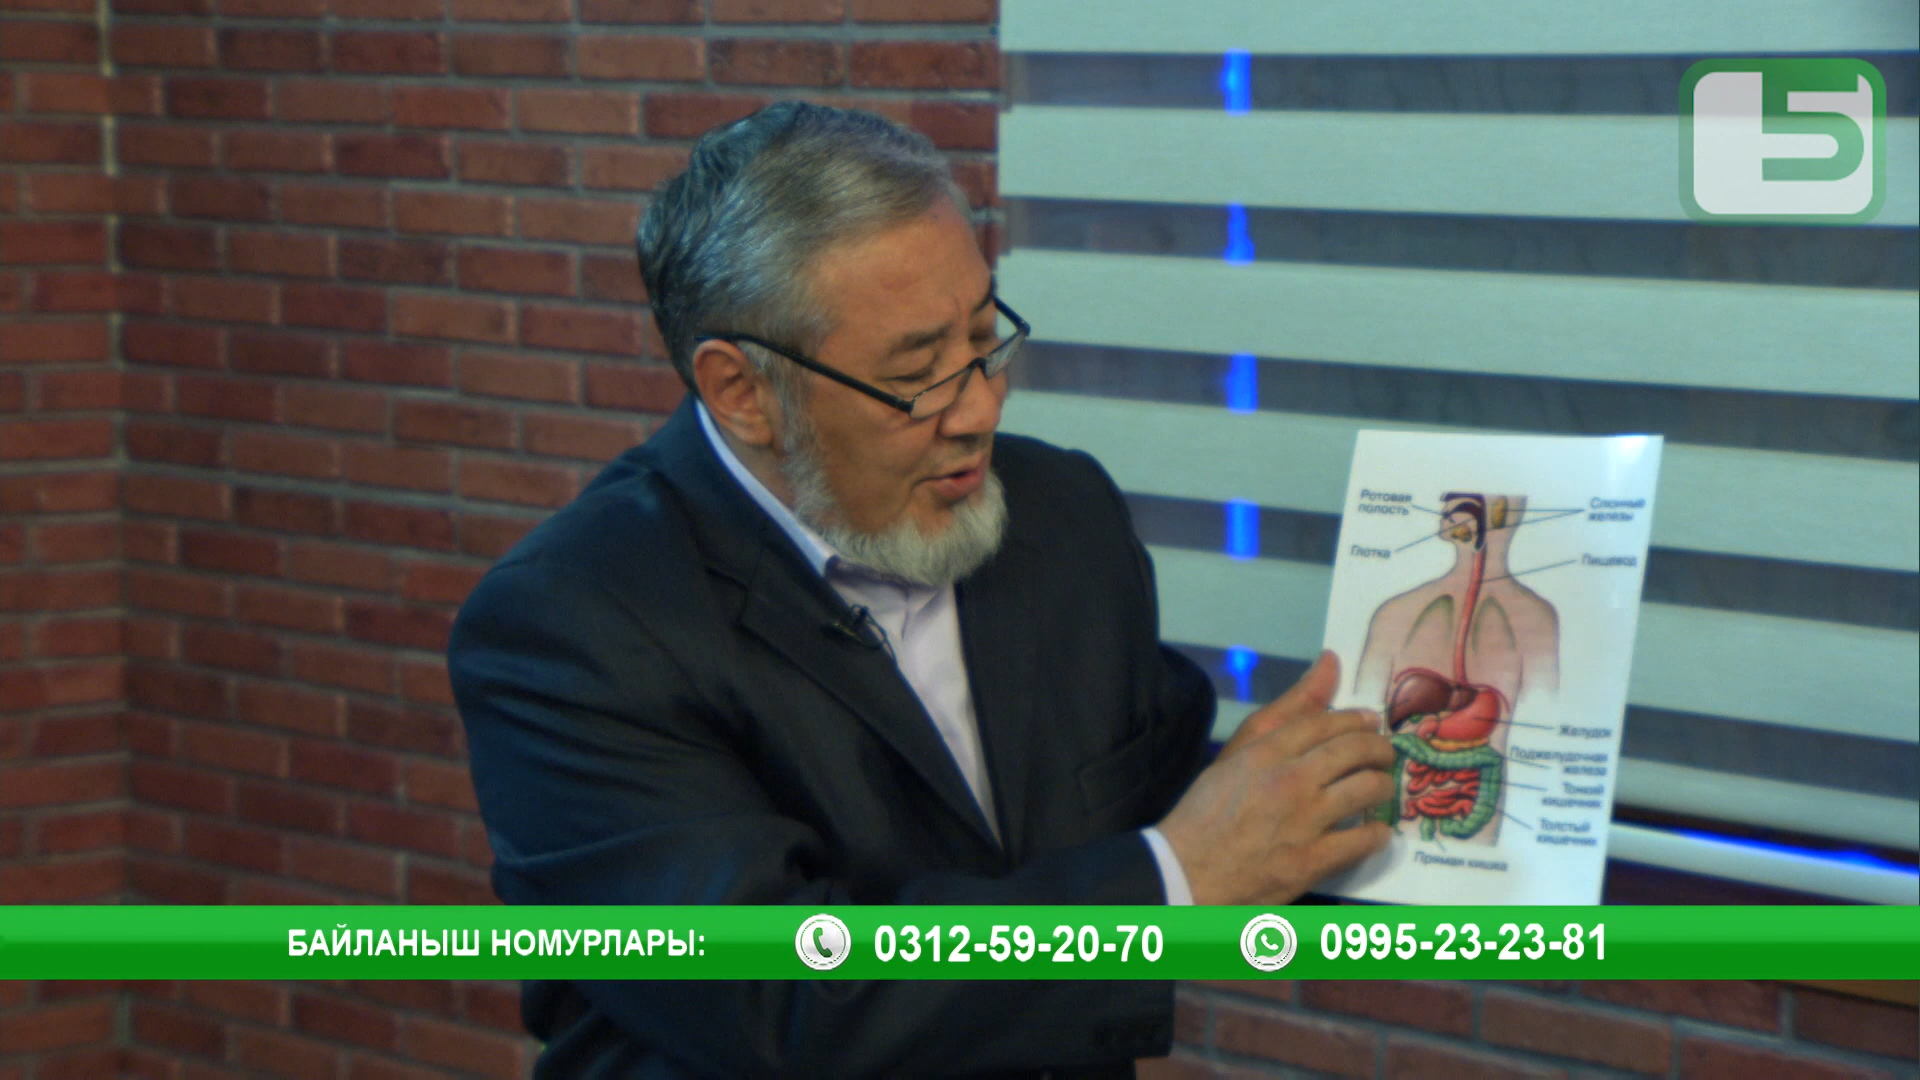 5
Ротовая
полость
Слюнные
железы
Глотка
Пищевод
Желудок
Поджелудочная
железа
Тонкий
кишечник
Толстый
кишечник
Прямая кишка
БАЙЛАНЫШ НОМУРЛАРЫ: 0312-59-20-70 0995-23-23-81